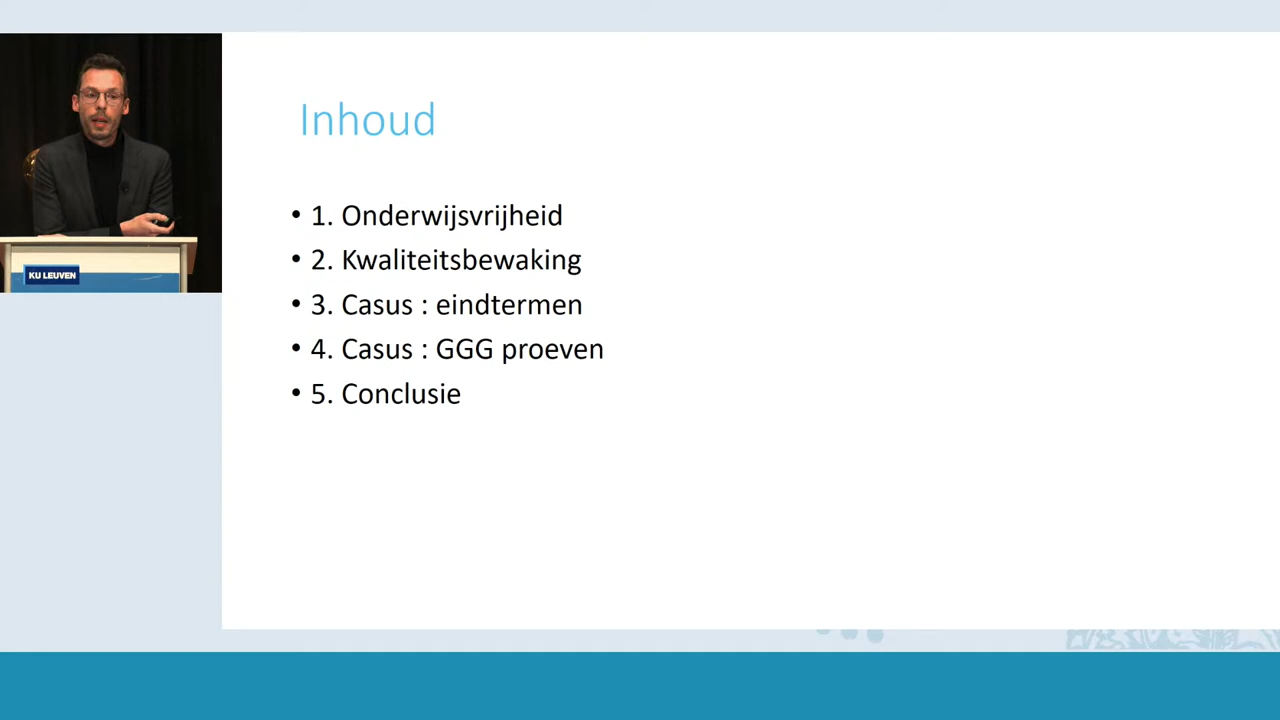 Inhoud
• 1. Onderwijsvrijheid
• 2. Kwaliteitsbewaking
• 3. Casus : eindtermen
• 4. Casus : GGG proeven
• 5. Conclusie
KU LEUVEN